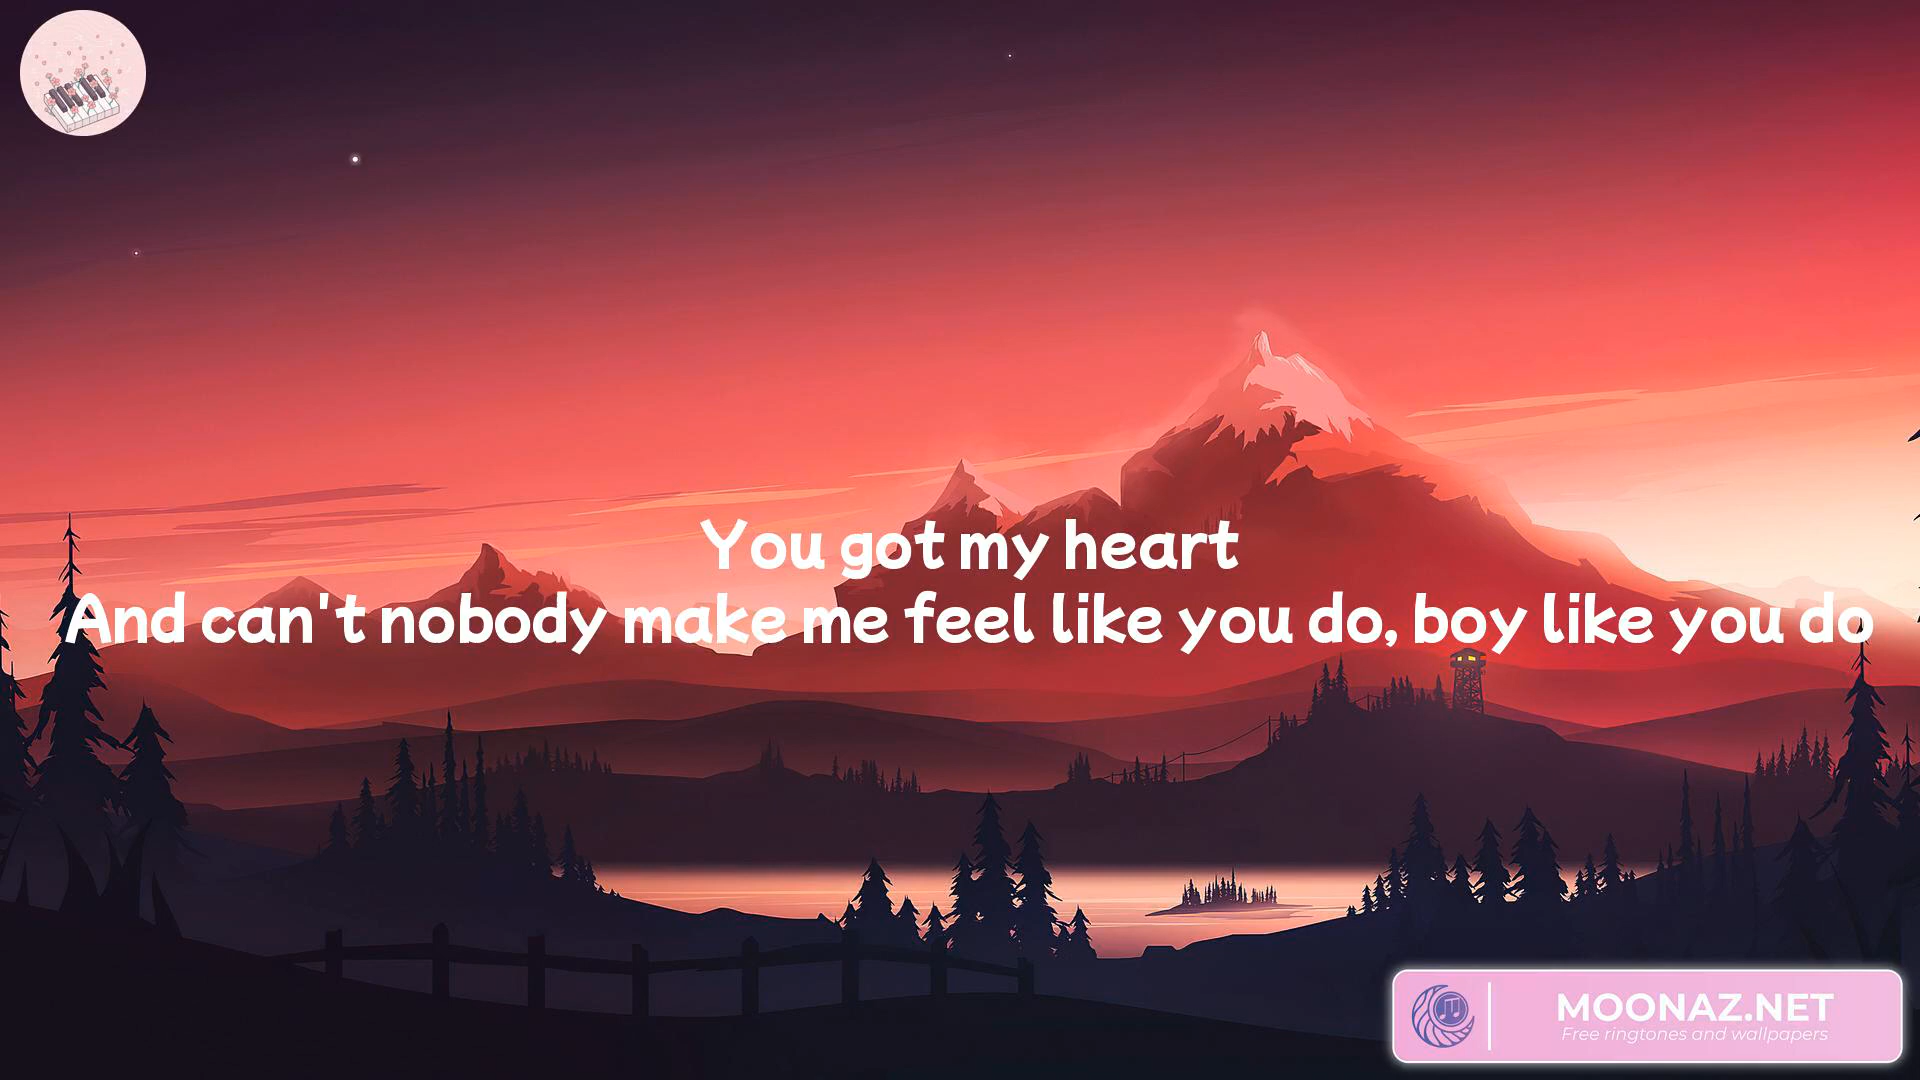 You got my heart
And can't nobody make me feel like you do, boy like you do
MOONAZ.NET
Free ringtones and wallpapers